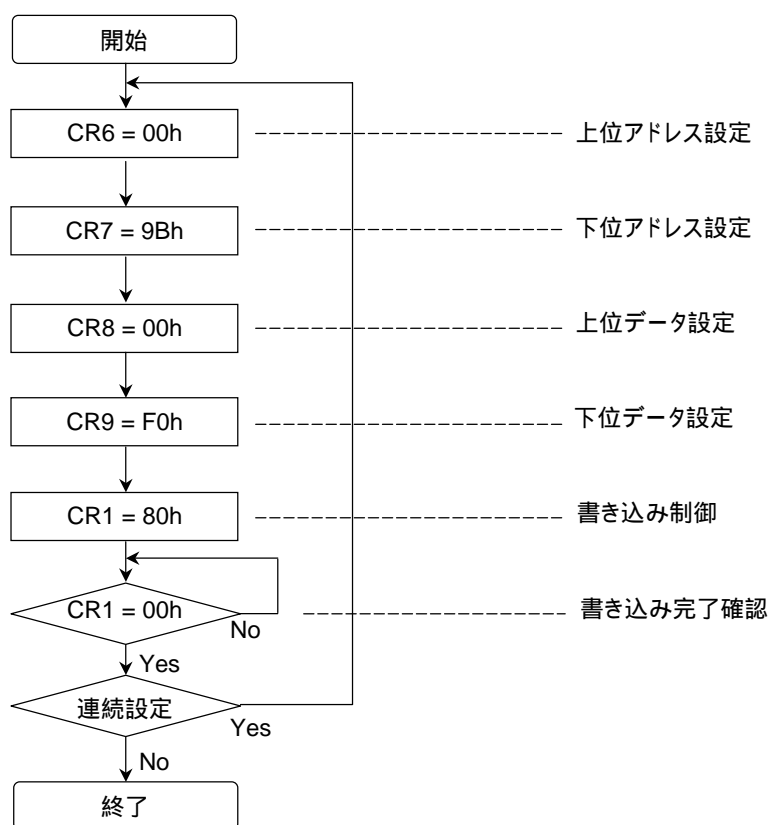 開始
CR6 = 00h
上位アドレス設定
CR7 = 9Bh
下位アドレス設定
CR8 = 00h
上位データ設定
CR9 = F0h
下位データ設定
CR1 = 80h
書き込み制御
CR1 = 00h
書き込み完了確認
No
Yes
連続設定
Yes
No
終了